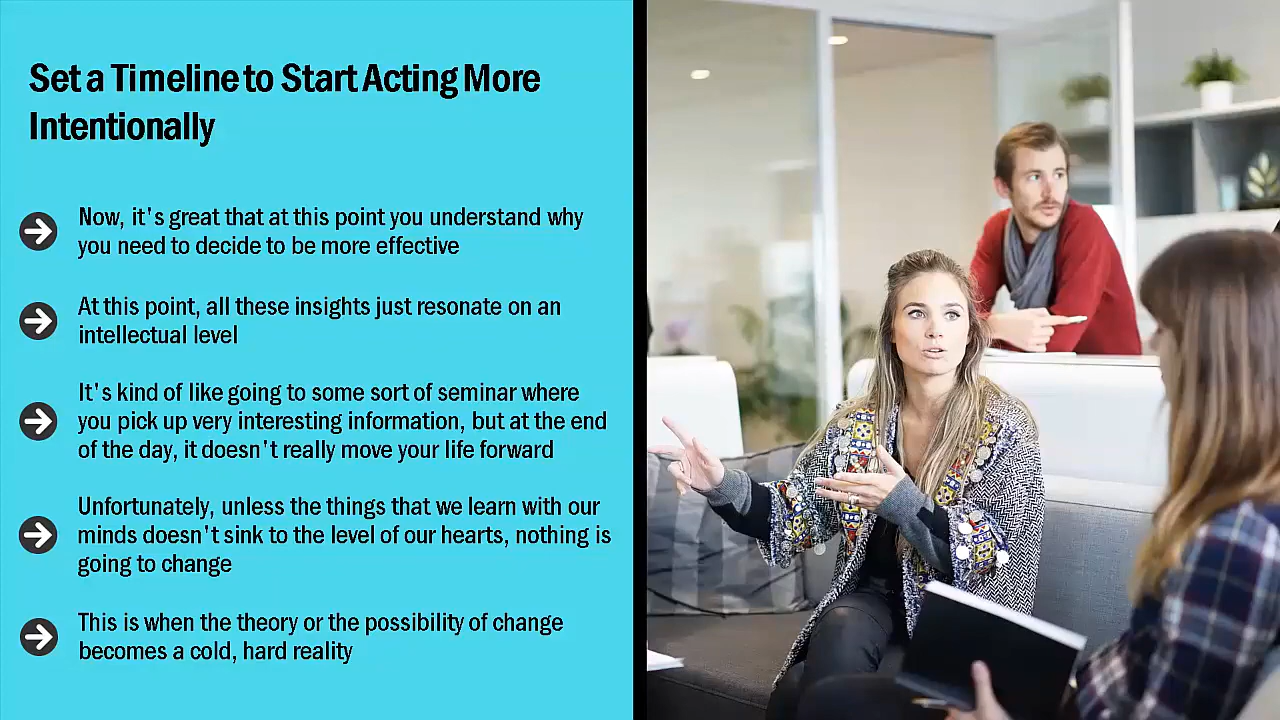 Set a Timeline to Start Acting More
Intentionally
Now, it's great that at this point you understand why
you need to decide to be more effective
At this point, all these insights just resonate on an
intellectual level
It's kind of like going to some sort of seminar where
you pick up very interesting information, but at the end
of the day, it doesn't really move your life forward
Unfortunately, unless the things that we learn with our
minds doesn't sink to the level of our hearts, nothing is
going to change
This is when the theory or the possibility of change
becomes a cold, hard reality